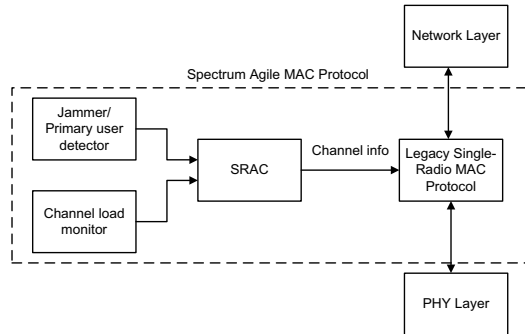 Network Layer
Spectrum Agile MAC Protocol
Jammer/
Primary user
detector
SRAC
Channel info
Legacy Single-
Radio MAC
Protocol
Channel load
monitor
PHY Layer